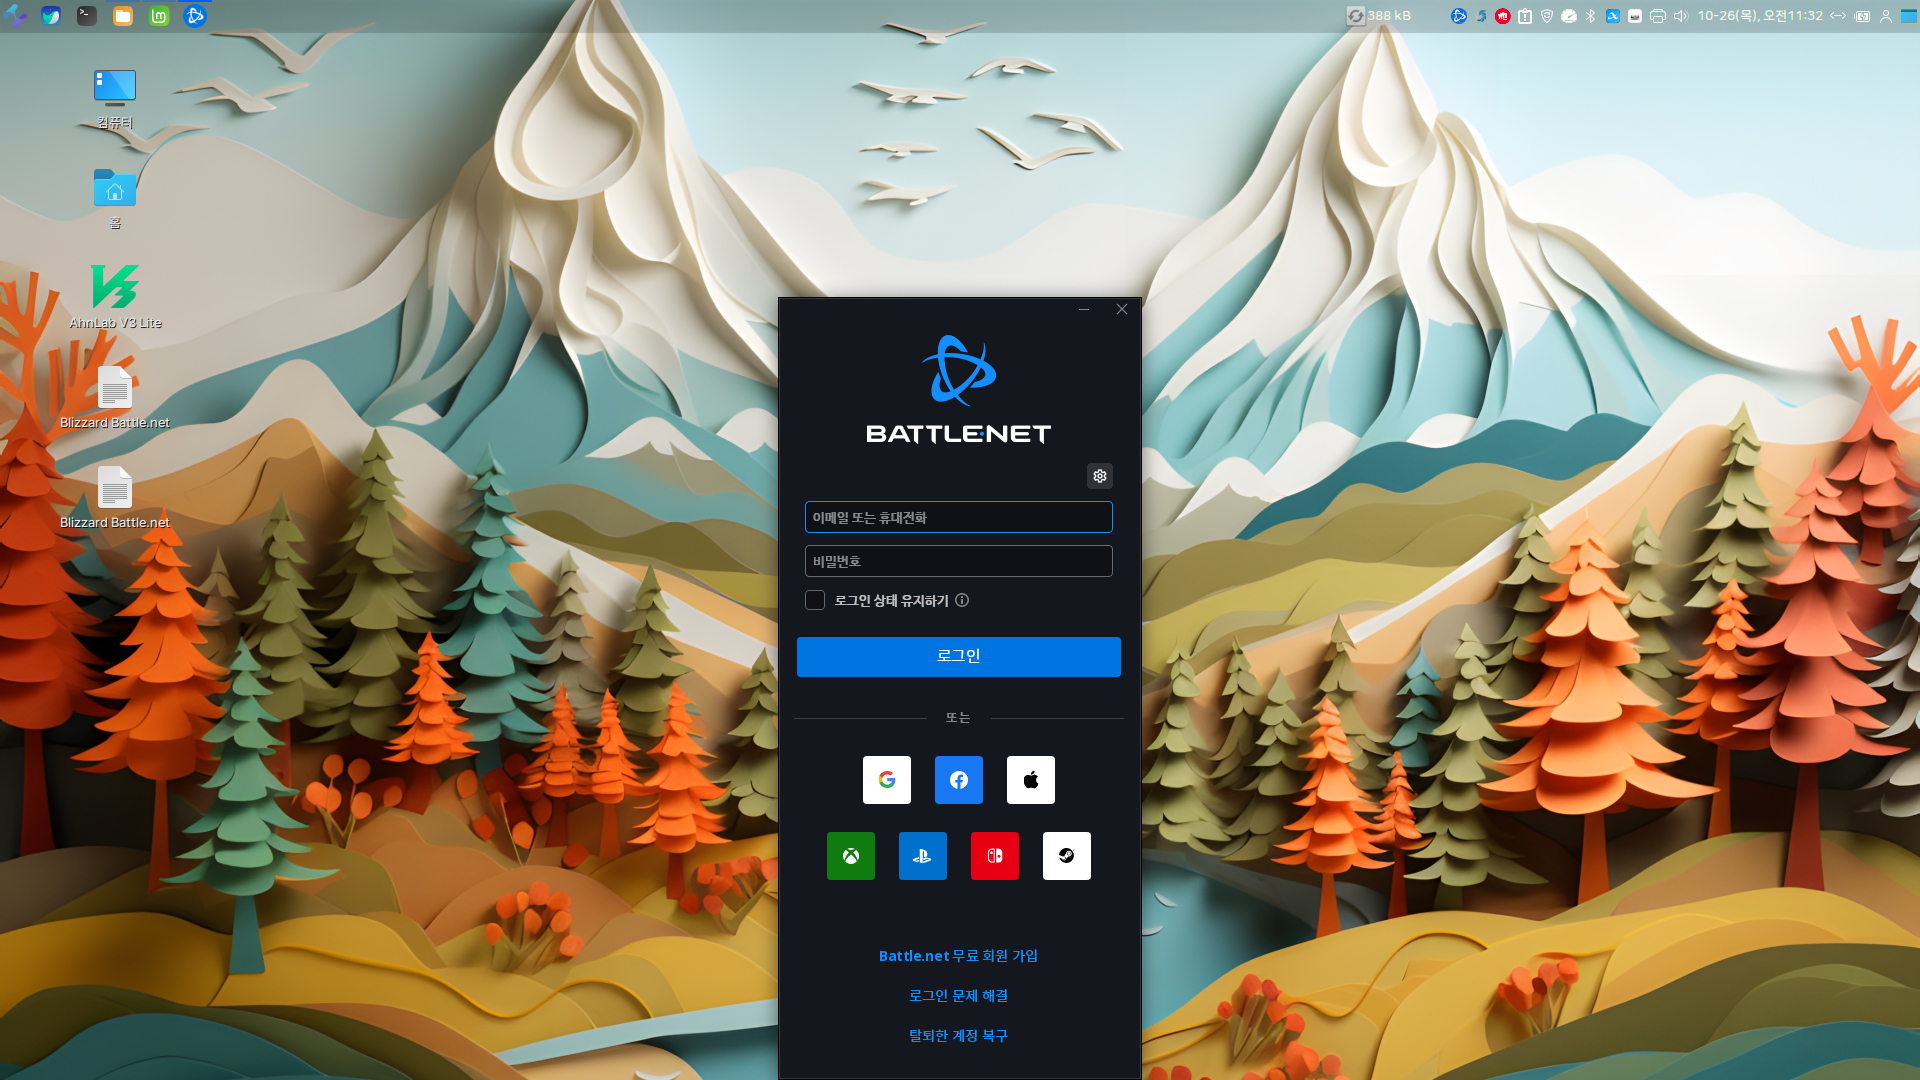 388 kB
10-26(목), 오전11:32
컴퓨터
홈
AhnLab V3 Lite
Blizzard Battle.net
Blizzard Battle.net
BATTLE.NET
이메일 또는 휴대전화
비밀번호
로그인 상태 유지하기
로그인
또는
Battle.net 무료 회원 가입
로그인 문제 해결
탈퇴한 계정 복구